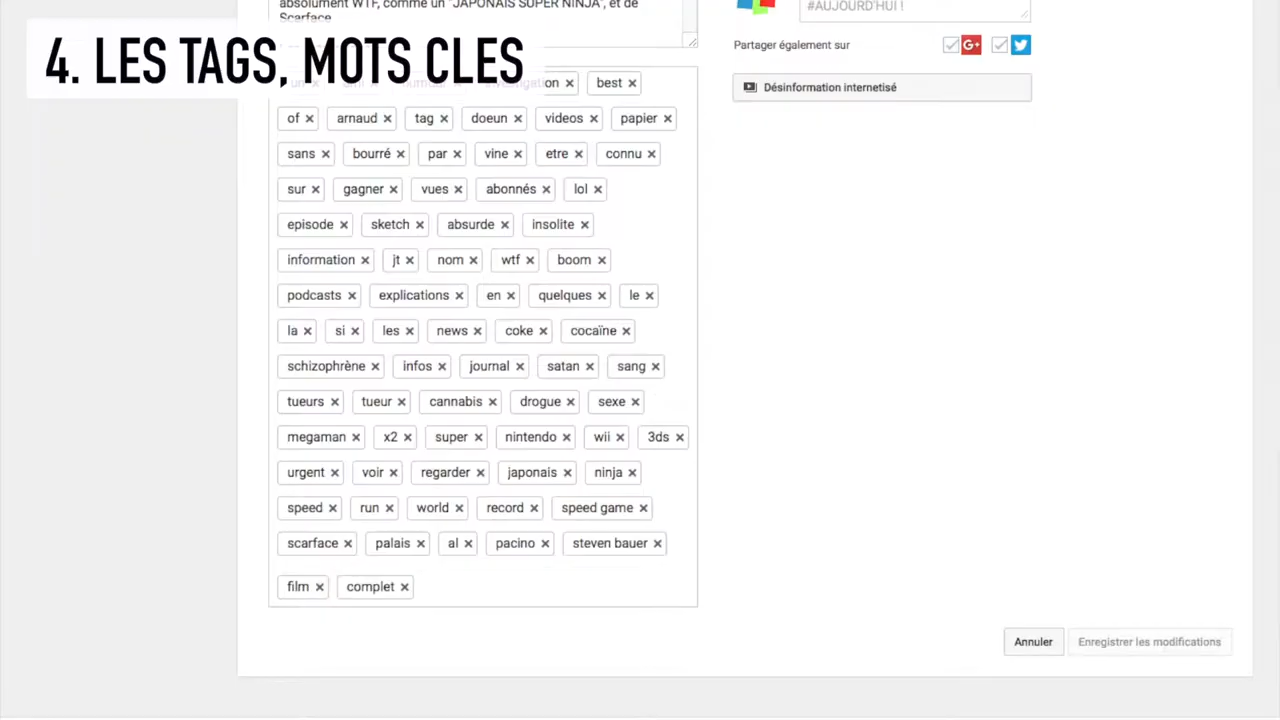 absolument WTF, comme un "JAPONAIS SUPER NINJA", et de
Scarface
4. LES TAGS, MOTS CLES
#AUJOURD'HUI !
Partager également sur
Désinformation internetisé
best
of arnaud tag doeun videos papier
sans bourré par vine etre connu
sur gagner vues abonnés lol
episode sketch absurde insolite
information jt nom wtf boom
podcasts explications en quelques le
la si les news coke cocaïne
schizophrène infos journal satan sang
tueurs tueur cannabis drogue sexe
megaman x2 super nintendo wii 3ds
urgent voir regarder japonais ninja
speed run world record speed game
scarface palais al pacino steven bauer
film complet
Annuler Enregistrer les modifications